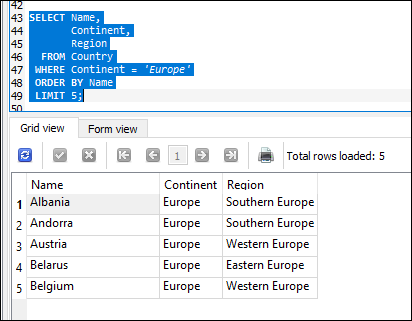 42
43 SELECT Name,
44 Continent,
45 Region
46 FROM Country
47 WHERE Continent = 'Europe'
48 ORDER BY Name
49 LIMIT 5;
50
Grid view Form view
1 Total rows loaded: 5
Name Continent Region
1 Albania Europe Southern Europe
2 Andorra Europe Southern Europe
3 Austria Europe Western Europe
4 Belarus Europe Eastern Europe
5 Belgium Europe Western Europe